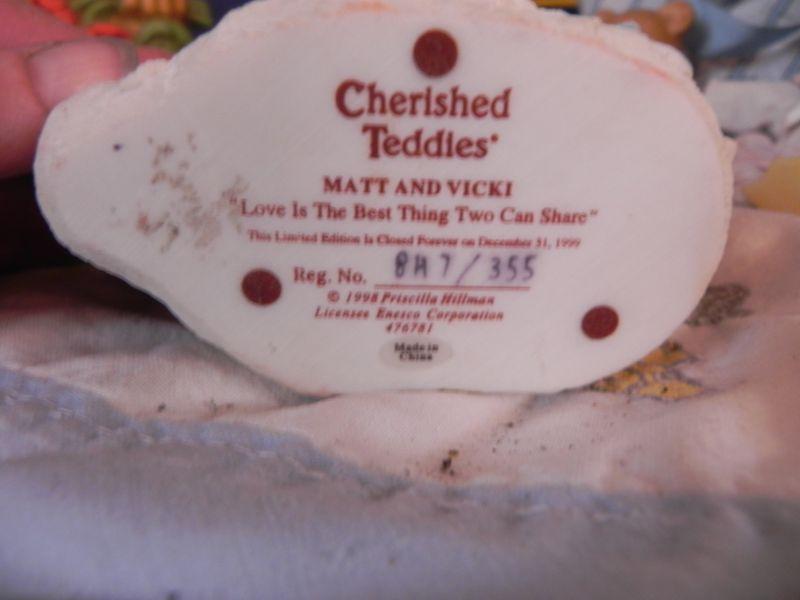 Cherished
Teddies
MATT AND VICKI
"Love Is The Best Thing Two Can Share"
This Limited Edition Is Closed Forever on December 31, 1999
Reg. No. 8H7/355
© 1998 Priscilla Hillman
Licensee Enesco Corporation
476781
Made in
China